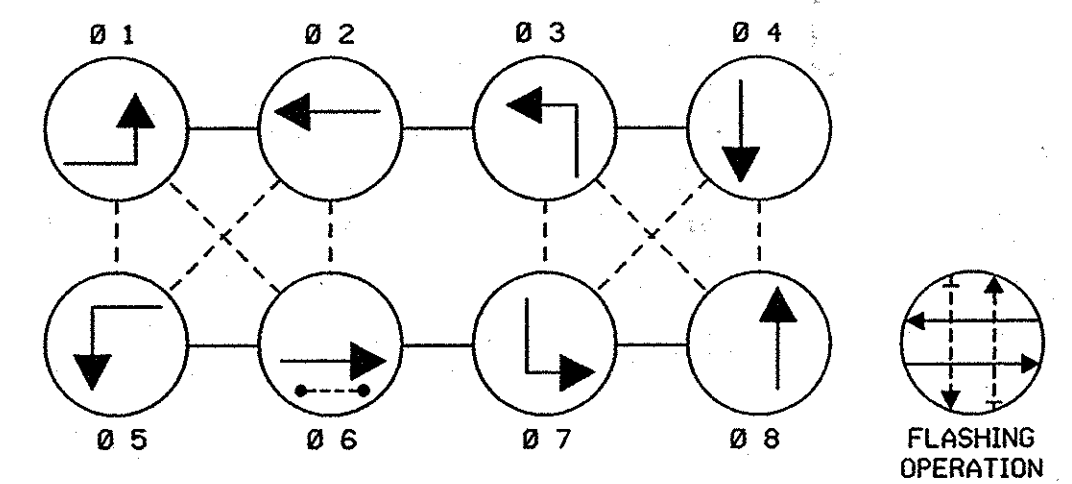 Ø 1
Ø 2
Ø 3
Ø 4
Ø 5
Ø 6
Ø 7
Ø 8
FLASHING
OPERATION